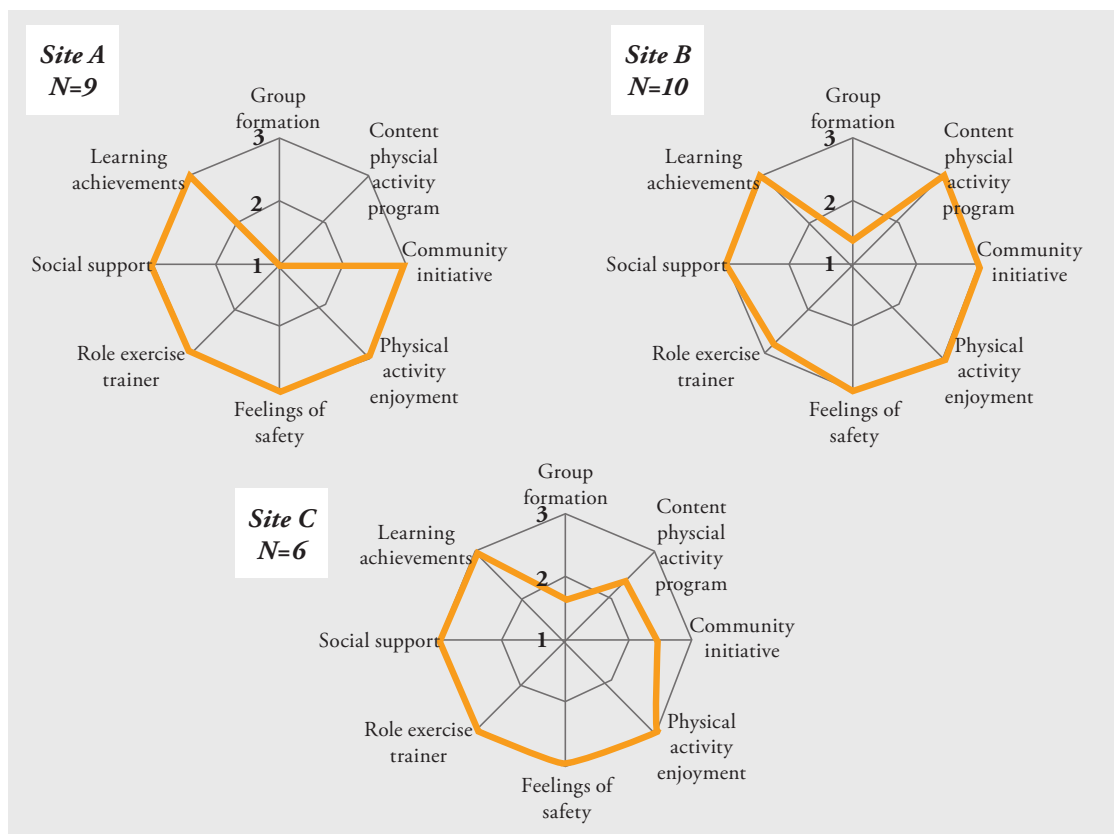 Site A
N=9
Group
formation
3
Content
physcial
activity
program
Learning
achievements
2
Social support
1
Community
initiative
Role exercise
trainer
Physical
activity
enjoyment
Feelings of
safety
Site B
N=10
Group
formation
3
Content
physcial
activity
program
Learning
achievements
2
Social support
1
Community
initiative
Role exercise
trainer
Physical
activity
enjoyment
Feelings of
safety
Site C
N=6
Group
formation
3
Content
physcial
activity
program
Learning
achievements
2
Social support
1
Community
initiative
Role exercise
trainer
Physical
activity
enjoyment
Feelings of
safety